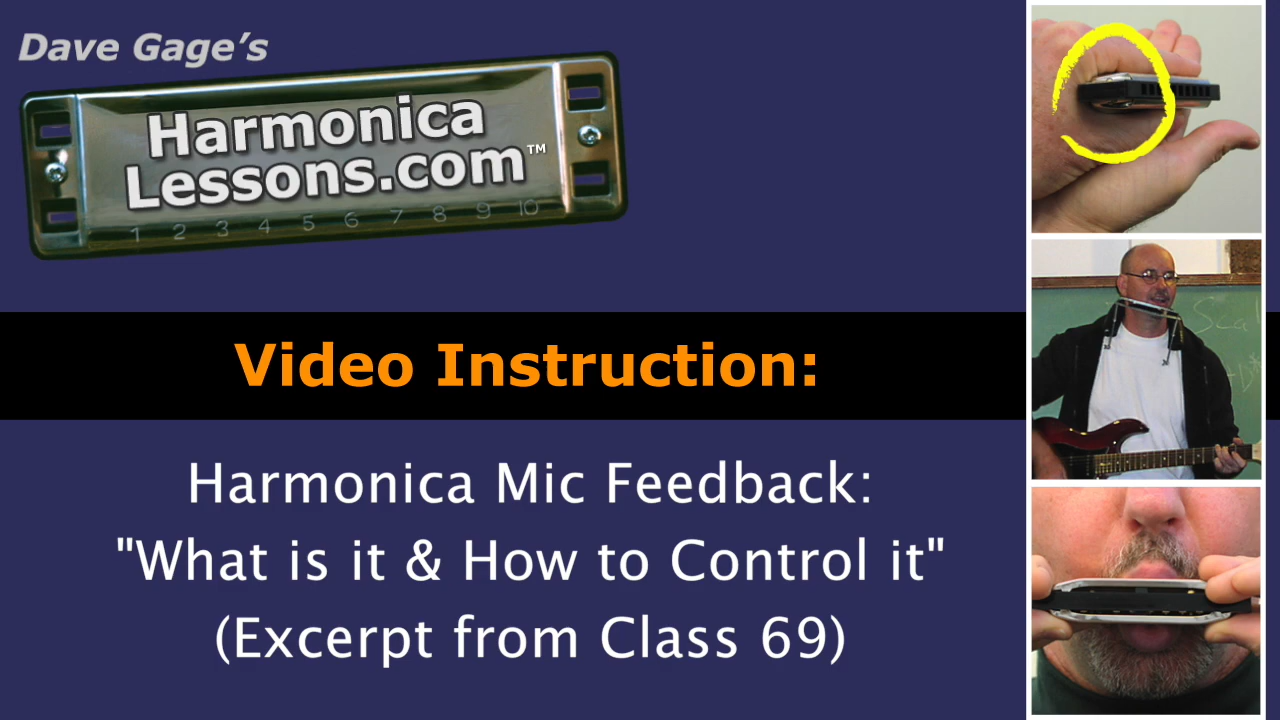 Dave Gage's
Harmonica
Lessons.com™
1 2 3 4 5 6 7 8 9 10
Video Instruction:
Harmonica Mic Feedback:
"What is it & How to Control it"
(Excerpt from Class 69)